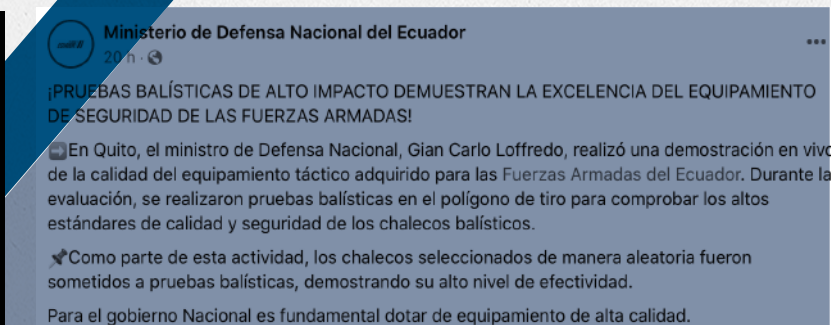 Ministerio de Defensa Nacional del Ecuador
20 h ·
¡PRUEBAS BALÍSTICAS DE ALTO IMPACTO DEMUESTRAN LA EXCELENCIA DEL EQUIPAMIENTO
DE SEGURIDAD DE LAS FUERZAS ARMADAS!
➡️En Quito, el ministro de Defensa Nacional, Gian Carlo Loffredo, realizó una demostración en vivo
de la calidad del equipamiento táctico adquirido para las Fuerzas Armadas del Ecuador. Durante la
evaluación, se realizaron pruebas balísticas en el polígono de tiro para comprobar los altos
estándares de calidad y seguridad de los chalecos balísticos.
📌Como parte de esta actividad, los chalecos seleccionados de manera aleatoria fueron
sometidos a pruebas balísticas, demostrando su alto nivel de efectividad.
Para el gobierno Nacional es fundamental dotar de equipamiento de alta calidad.